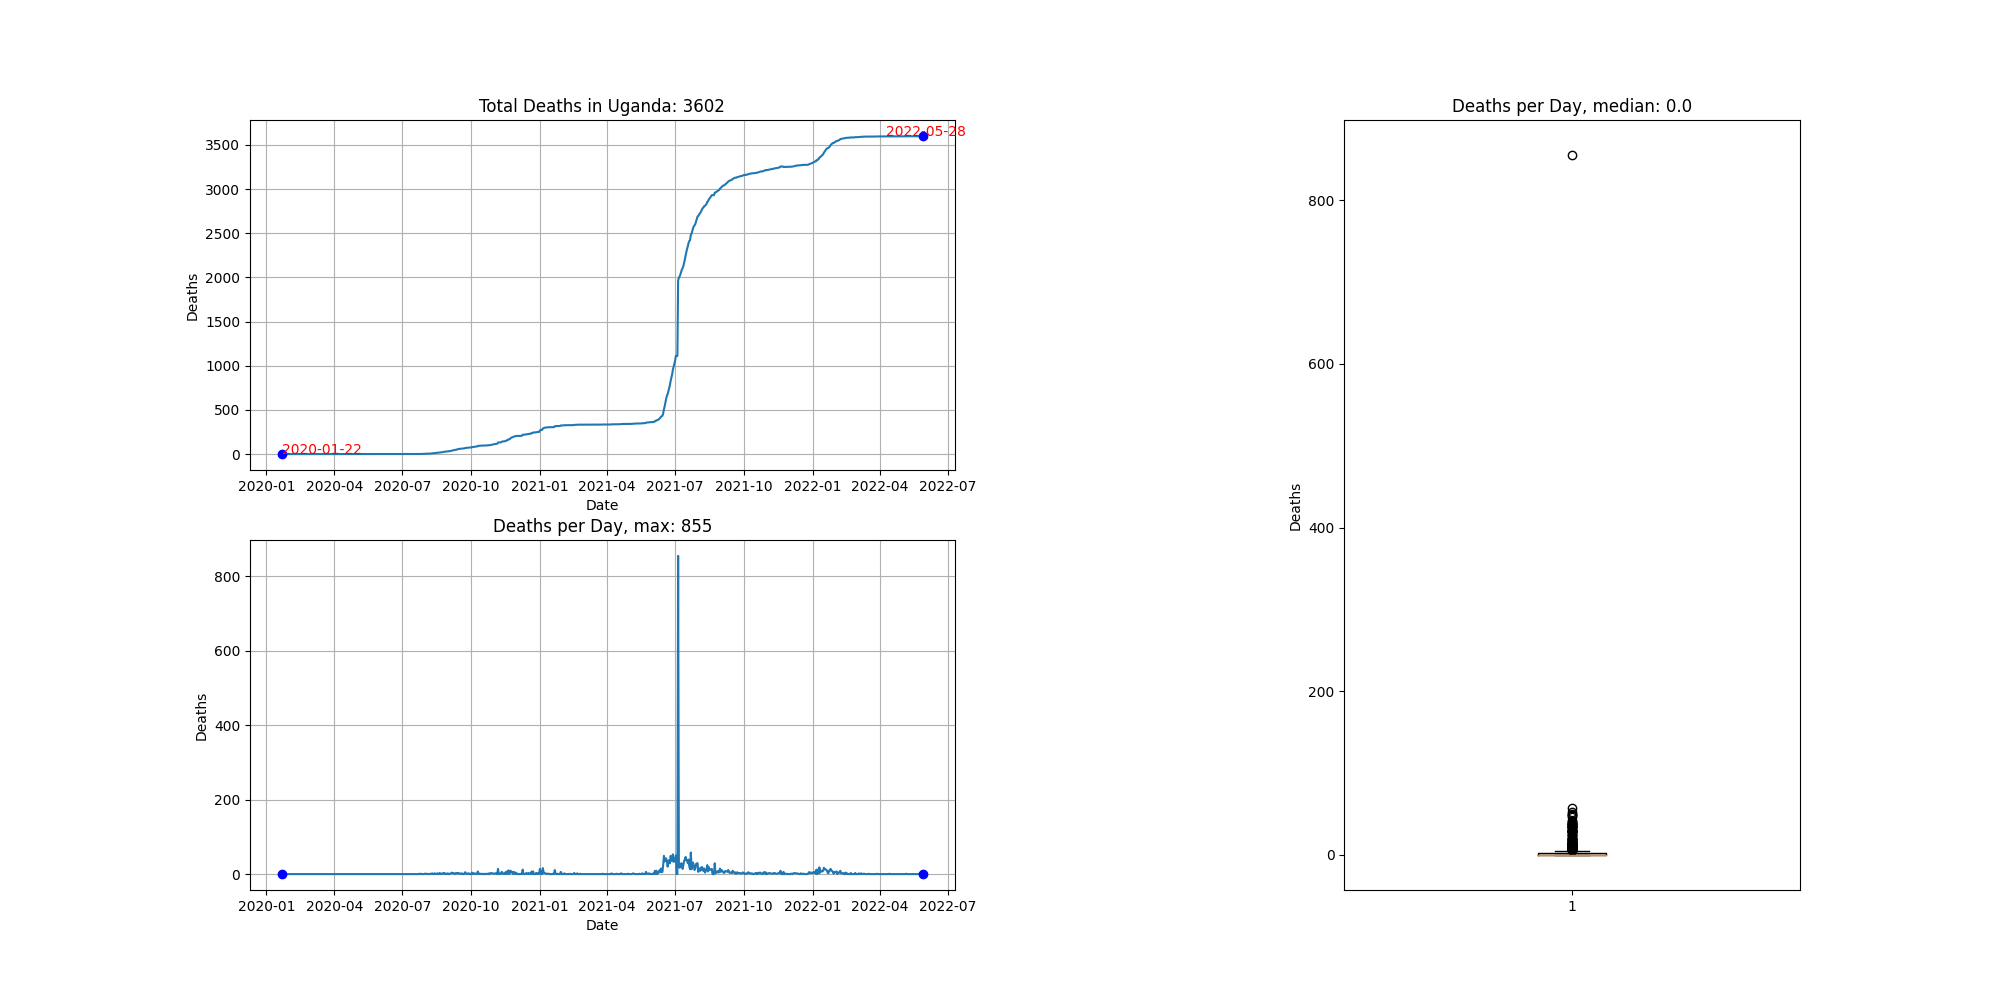 Total Deaths in Uganda: 3602
Deaths
3500
3000
2500
2000
1500
1000
500
0
2020-01-22
2022-05-28
2020-01 2020-04 2020-07 2020-10 2021-01 2021-04 2021-07 2021-10 2022-01 2022-04 2022-07
Date
Deaths per Day, max: 855
Deaths
800
600
400
200
0
2020-01 2020-04 2020-07 2020-10 2021-01 2021-04 2021-07 2021-10 2022-01 2022-04 2022-07
Date
Deaths per Day, median: 0.0
Deaths
800
600
400
200
0
1